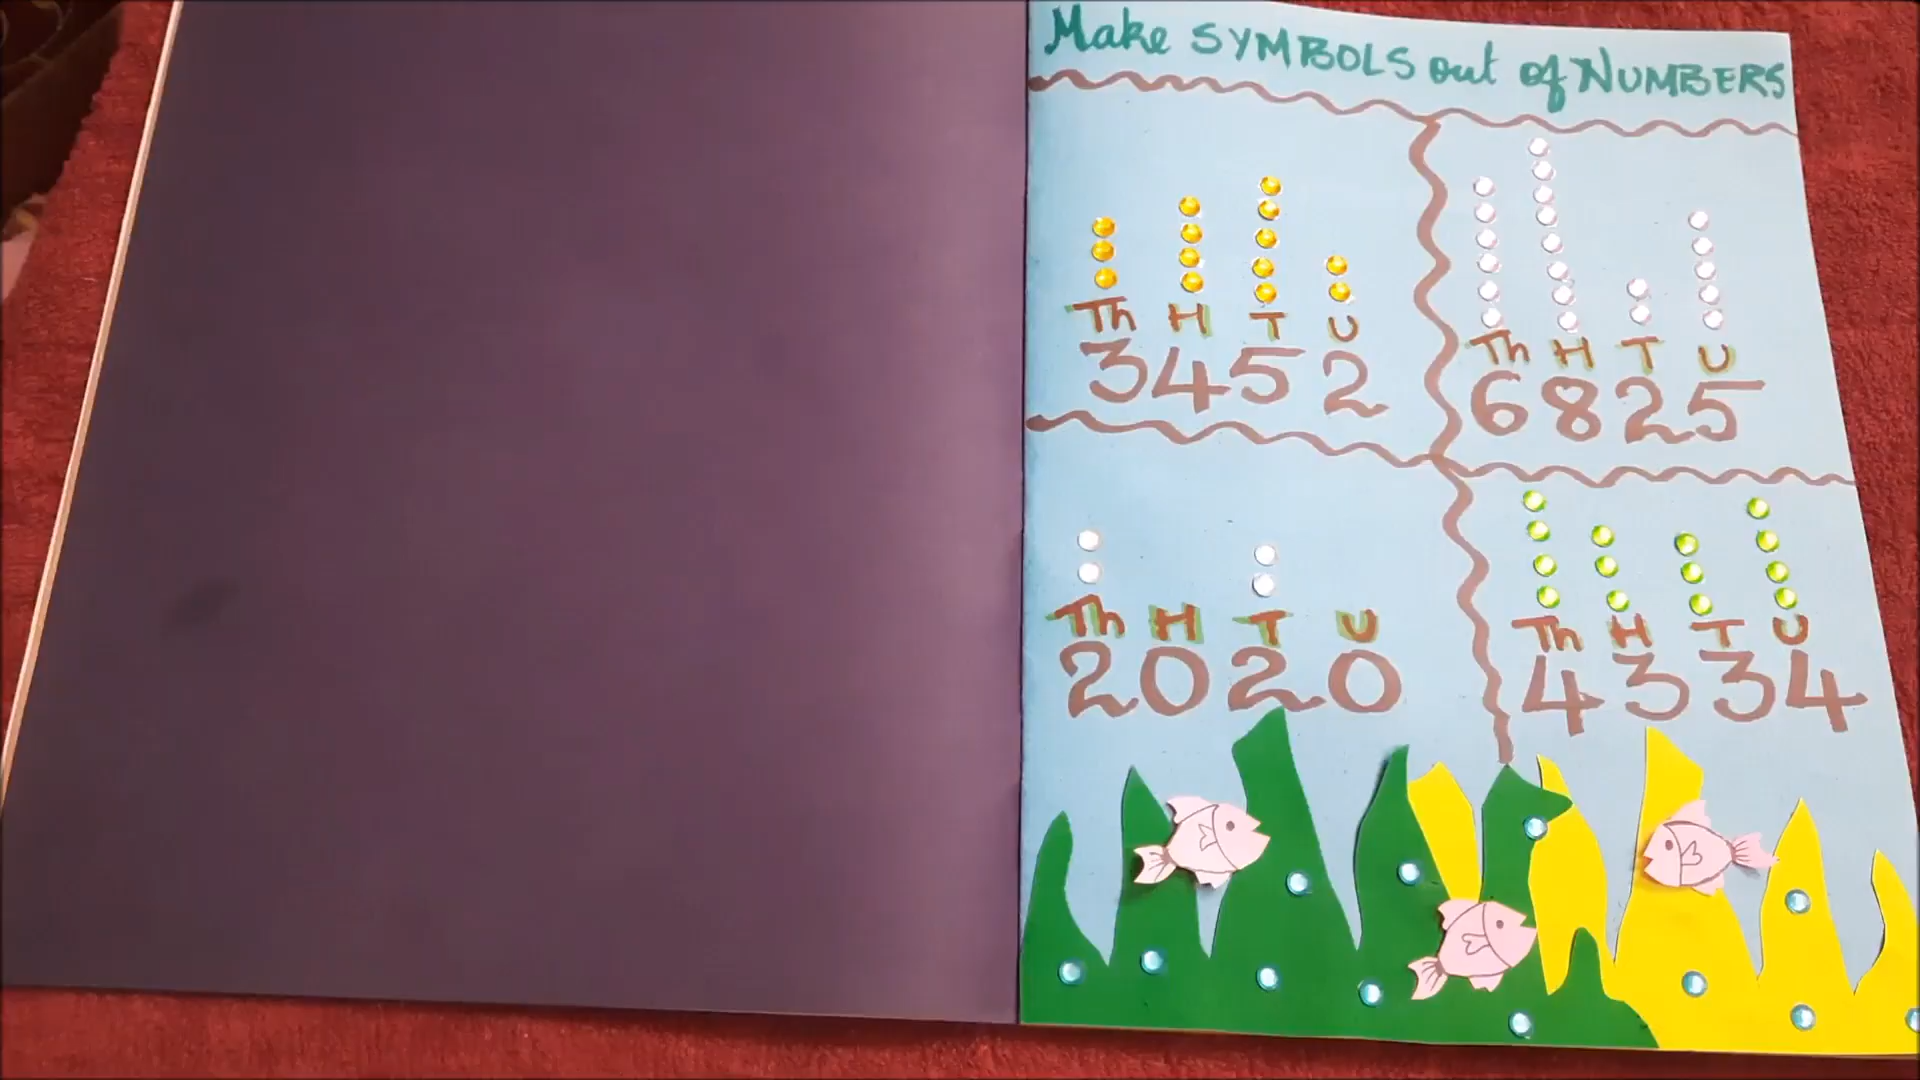 Make SYMBOLS out of NUMBERS
Th H T U
3452
Th H T U
6825
Th H T U
2020
Th H T U
4334